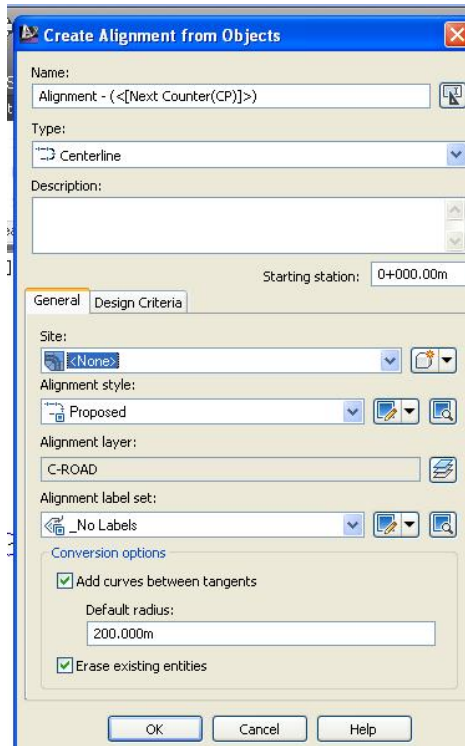 Create Alignment from Objects
Name:
Alignment - (<[Next Counter(CP)]>)
Type:
Centerline
Description:
Starting station: 0+000.00m
General Design Criteria
Site:
<None>
Alignment style:
Proposed
Alignment layer:
C-ROAD
Alignment label set:
_No Labels
Conversion options
Add curves between tangents
Default radius:
200.000m
Erase existing entities
OK Cancel Help